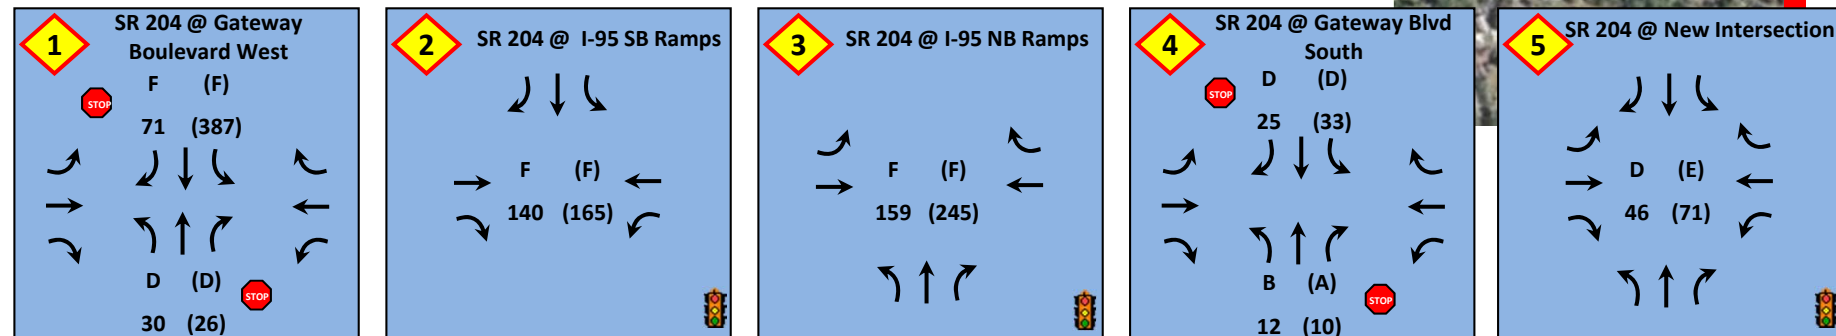 1
SR 204 @ Gateway
Boulevard West
F (F)
STOP
71 (387)
D (D)
STOP
30 (26)
2
SR 204 @ I-95 SB Ramps
F (F)
140 (165)
3
SR 204 @ I-95 NB Ramps
F (F)
159 (245)
4
SR 204 @ Gateway Blvd
South
D (D)
STOP
25 (33)
B (A)
STOP
12 (10)
5
SR 204 @ New Intersection
D (E)
46 (71)